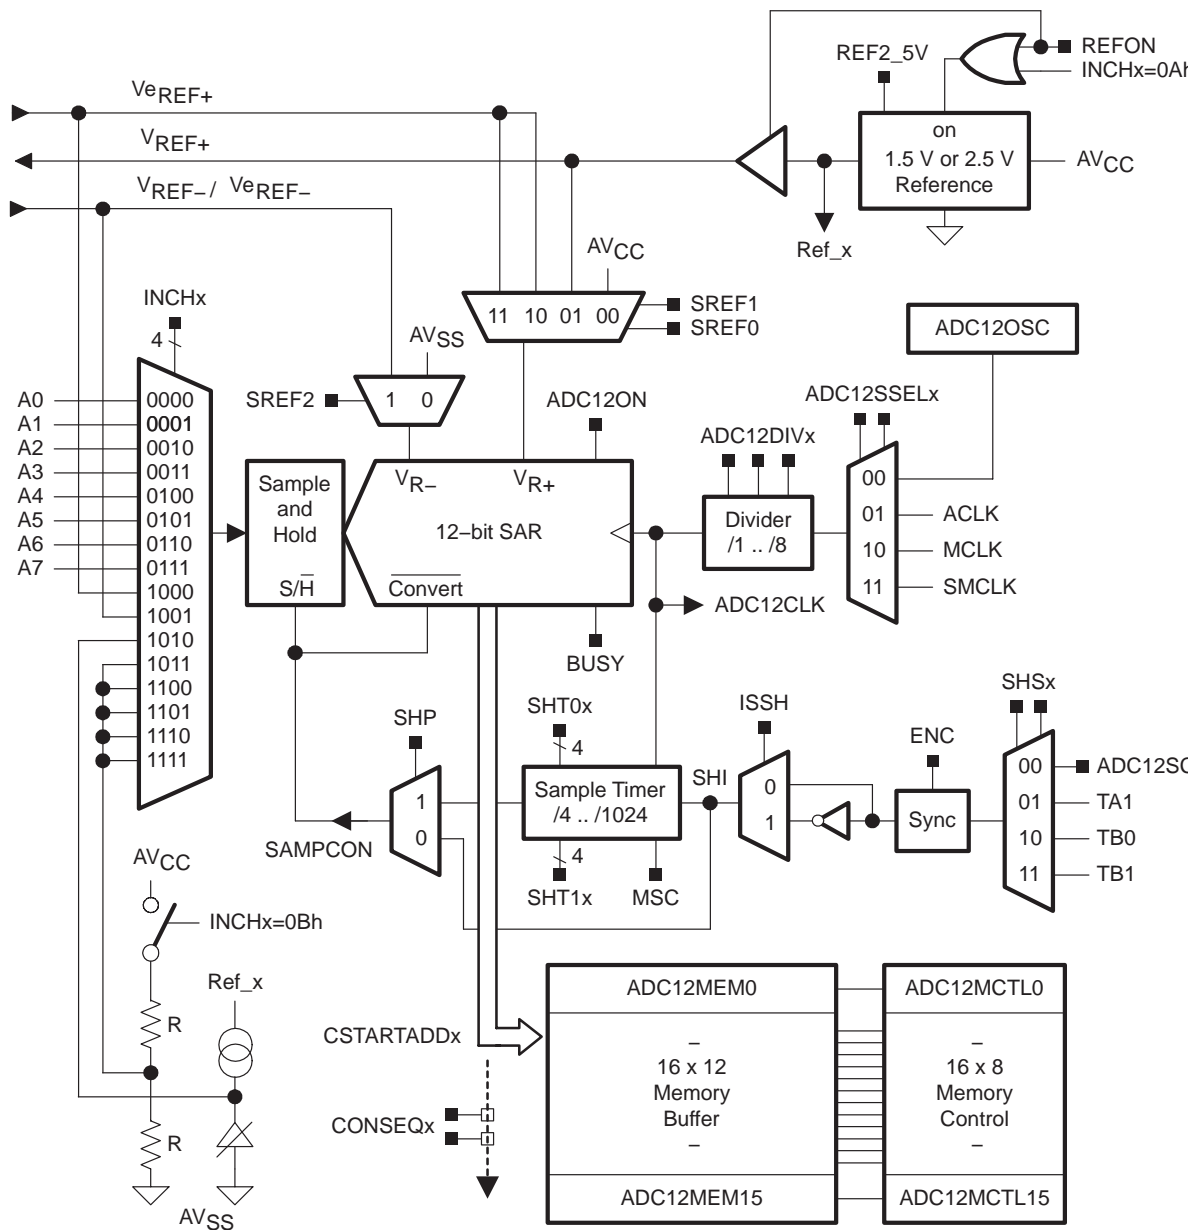 REF2_5V
REFON
INCHx=0Ah
VeREF+
on
1.5 V or 2.5 V
Reference
AVCC
VREF+
VREF– / VeREF–
Ref_x
AVCC
INCHx
4
11 10 01 00
SREF1
SREF0
ADC12OSC
AVSS
SREF2
1 0
ADC12ON
ADC12SSELx
ADC12DIVx
A0
A1
A2
A3
A4
A5
A6
A7
0000
0001
0010
0011
0100
0101
0110
0111
1000
1001
1010
1011
1100
1101
1110
1111
Sample
and
Hold
S/H
VR–
VR+
12–bit SAR
Convert
Divider
/1 .. /8
00
01
10
11
ACLK
MCLK
SMCLK
ADC12CLK
BUSY
SHP
SHT0x
4
ISSH
ENC
SHSx
1
0
Sample Timer
/4 .. /1024
SHI
0
1
Sync
00
01
10
11
ADC12SC
TA1
TB0
TB1
SAMPCON
4
SHT1x
MSC
AVCC
INCHx=0Bh
Ref_x
R
R
AVSS
CSTARTADDx
CONSEQx
ADC12MEM0
–
16 x 12
Memory
Buffer
–
ADC12MEM15
ADC12MCTL0
–
16 x 8
Memory
Control
–
ADC12MCTL15